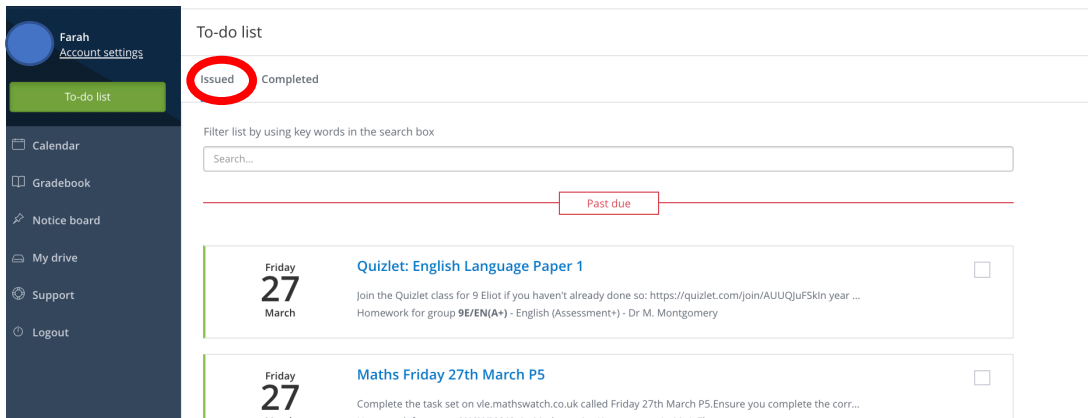 Farah
Account settings
To-do list
Calendar
Gradebook
Notice board
My drive
Support
Logout
To-do list
Issued Completed
Filter list by using key words in the search box
Search...
Past due
Friday
27
March
Quizlet: English Language Paper 1
Join the Quizlet class for 9 Eliot if you haven't already done so: https://quizlet.com/join/AUUQJuFSkIn year ...
Homework for group 9E/EN(A+) - English (Assessment+) - Dr M. Montgomery
Friday
27
Maths Friday 27th March P5
Complete the task set on vle.mathswatch.co.uk called Friday 27th March P5.Ensure you complete the corr...